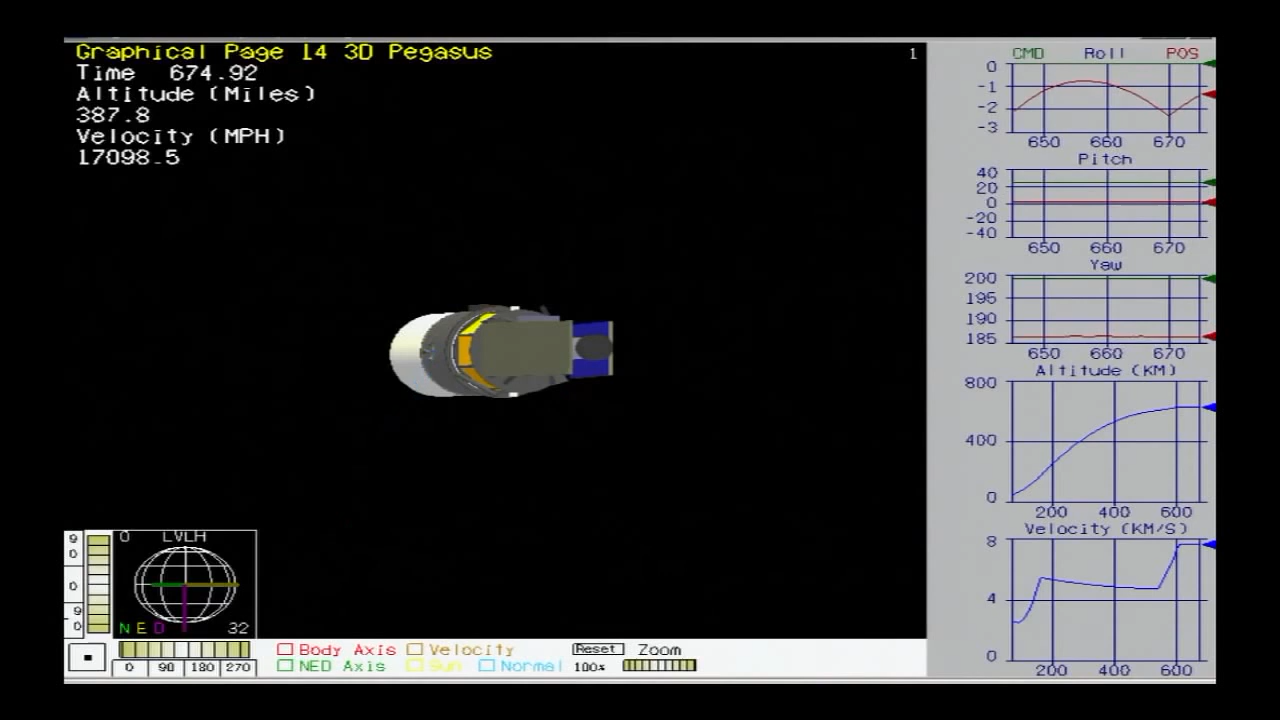 Graphical Page 14 3D Pegasus
1
Time 674.92
Altitude (Miles)
387.8
Velocity (MPH)
17098.5
CMD Roll POS
0
-1
-2
-3
650 660 670
Pitch
40
20
0
-20
-40
650 660 670
Yaw
200
195
190
185
650 660 670
Altitude (KM)
800
400
0
200 400 600
Velocity (KM/S)
8
4
0
200 400 600
90
0
-90
0 LVLH
N E D 32
0 90 180 270
Body Axis Velocity
NED Axis Sun Normal
Reset Zoom
100%